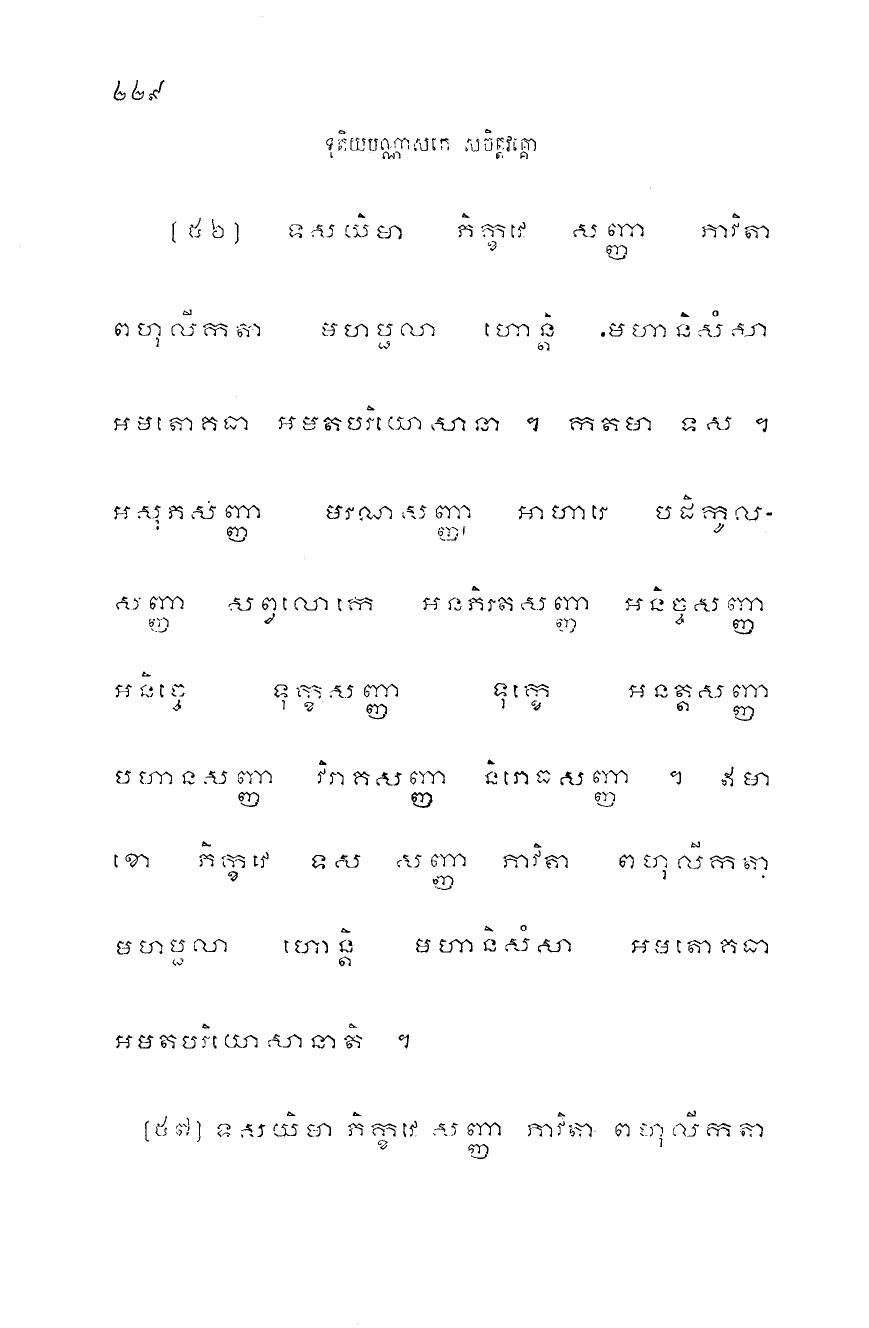 ២២៩
ទុតិយបណ្ណាសកេ សចិត្តវគ្គោ
[៥៦] ទសយិមា ភិក្ខវេ សញ្ញា ភាវិតា
ពហុលីកតា មហប្ផលា ហោន្តិ មហានិសំសា
អមតោគធា អមតបរិយោសានា ។ កតមា ទស ។
អសុភសញ្ញា មរណសញ្ញា អាហារេ បដិកូល-
សញ្ញា សព្វលោកេ អនភិរតសញ្ញា អនិច្ចសញ្ញា
អនិច្ចេ ទុក្ខសញ្ញា ទុក្ខេ អនត្តសញ្ញា
បហានសញ្ញា វិរាគសញ្ញា និរោធសញ្ញា ។ ឥមា
ខោ ភិក្ខវេ ទស សញ្ញា ភាវិតា ពហុលីកតា
មហប្ផលា ហោន្តិ មហានិសំសា អមតោគធា
អមតបរិយោសានាតិ ។
[៥៧] ទសយិមា ភិក្ខវេ សញ្ញា ភាវិតា ពហុលីកតា